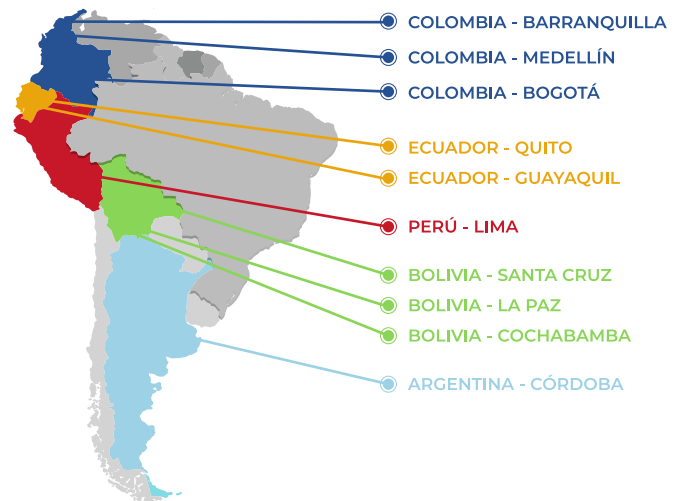 COLOMBIA - BARRANQUILLA
COLOMBIA - MEDELLÍN
COLOMBIA - BOGOTÁ
ECUADOR - QUITO
ECUADOR - GUAYAQUIL
PERÚ - LIMA
BOLIVIA - SANTA CRUZ
BOLIVIA - LA PAZ
BOLIVIA - COCHABAMBA
ARGENTINA - CÓRDOBA